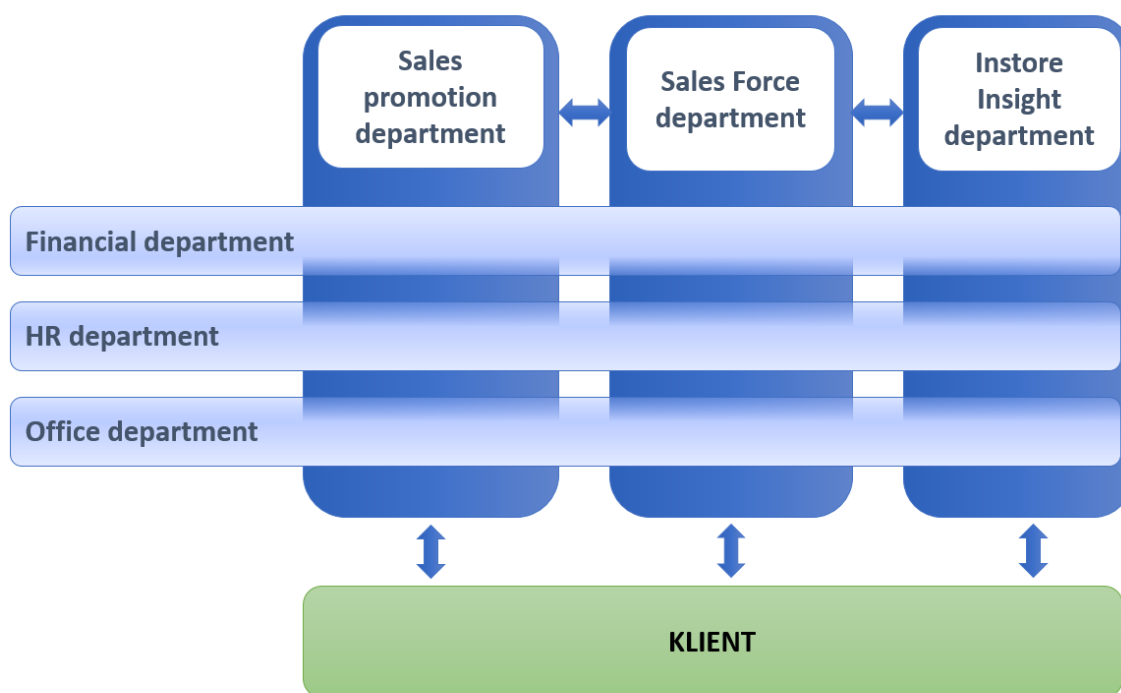 Sales
promotion
department
Sales Force
department
Instore
Insight
department
Financial department
HR department
Office department
KLIENT